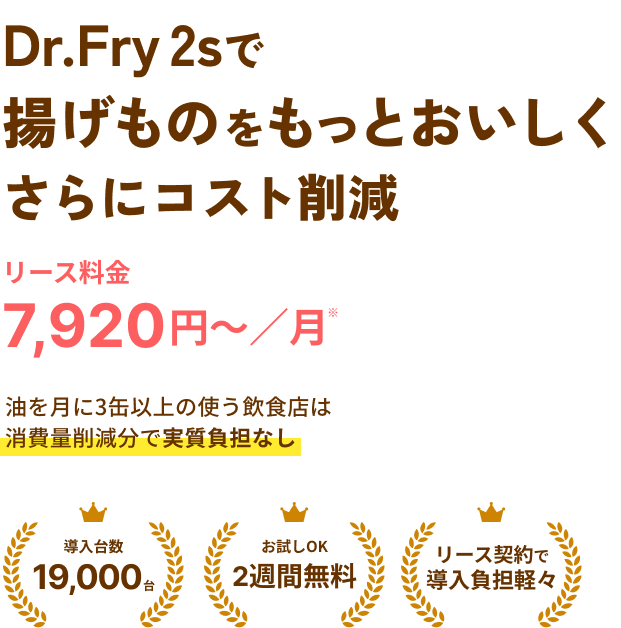 Dr.Fry 2sで
揚げものをもっとおいしく
さらにコスト削減
リース料金
7,920円〜／月※
油を月に3缶以上の使う飲食店は
消費量削減分で実質負担なし
導入台数
19,000台
お試しOK
2週間無料
リース契約で
導入負担軽々